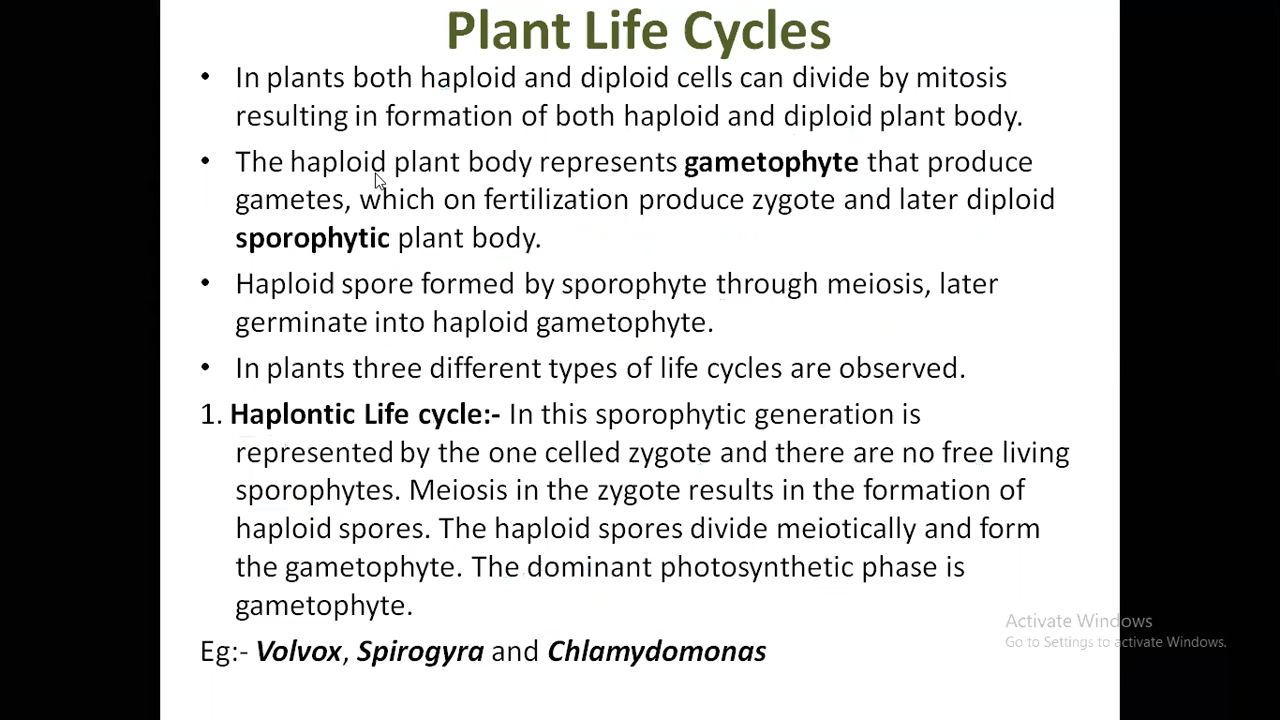 Plant Life Cycles
• In plants both haploid and diploid cells can divide by mitosis
resulting in formation of both haploid and diploid plant body.
• The haploid plant body represents gametophyte that produce
gametes, which on fertilization produce zygote and later diploid
sporophytic plant body.
• Haploid spore formed by sporophyte through meiosis, later
germinate into haploid gametophyte.
• In plants three different types of life cycles are observed.
1. Haplontic Life cycle:- In this sporophytic generation is
represented by the one celled zygote and there are no free living
sporophytes. Meiosis in the zygote results in the formation of
haploid spores. The haploid spores divide meiotically and form
the gametophyte. The dominant photosynthetic phase is
gametophyte.
Eg:- Volvox, Spirogyra and Chlamydomonas
Activate Windows
Go to Settings to activate Windows.